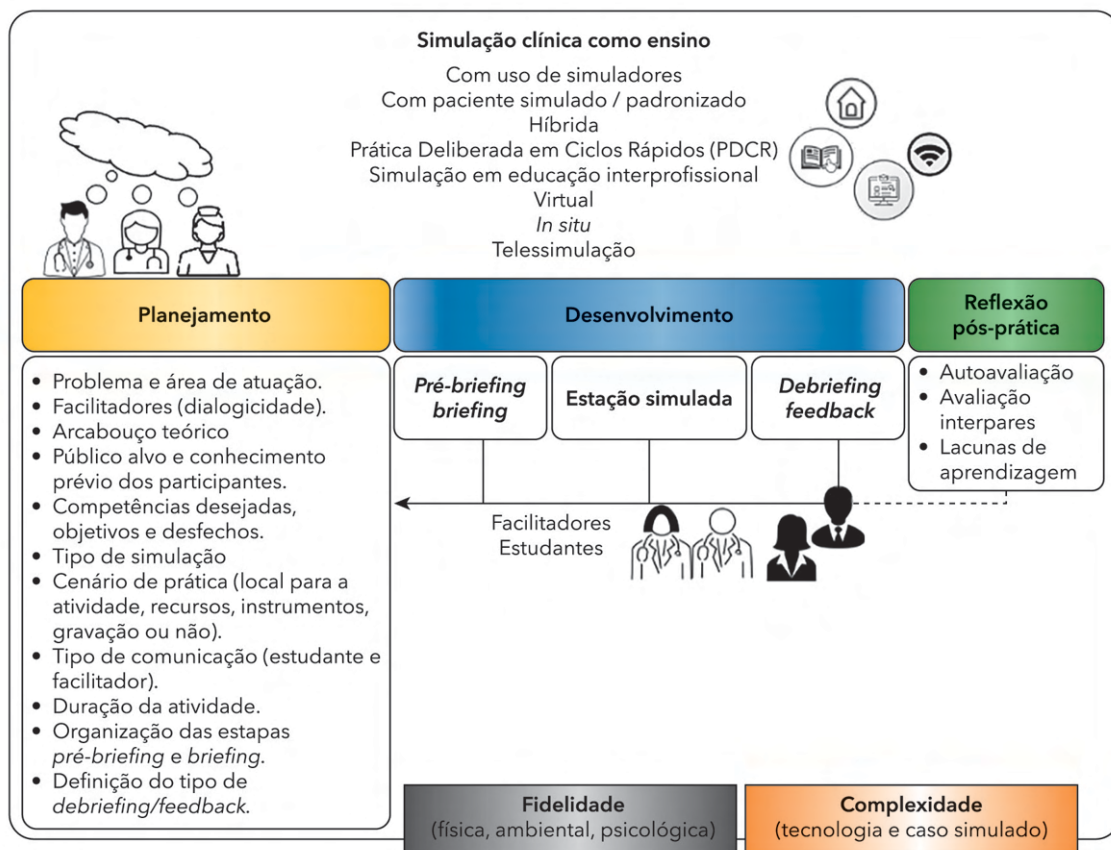 Simulação clínica como ensino
Com uso de simuladores
Com paciente simulado / padronizado
Híbrida
Prática Deliberada em Ciclos Rápidos (PDCR)
Simulação em educação interprofissional
Virtual
In situ
Telessimulação
Planejamento
Desenvolvimento
Reflexão
pós-prática
• Problema e área de atuação.
• Facilitadores (dialogicidade).
• Arcabouço teórico
• Público alvo e conhecimento
prévio dos participantes.
• Competências desejadas,
objetivos e desfechos.
• Tipo de simulação
• Cenário de prática (local para a
atividade, recursos, instrumentos,
gravação ou não).
• Tipo de comunicação (estudante e
facilitador).
• Duração da atividade.
• Organização das estapas
pré-briefing e briefing.
• Definição do tipo de
debriefing/feedback.
Pré-briefing
briefing
Estação simulada
Debriefing
feedback
• Autoavaliação
• Avaliação
interpares
• Lacunas de
aprendizagem
Facilitadores
Estudantes
Fidelidade
(física, ambiental, psicológica)
Complexidade
(tecnologia e caso simulado)